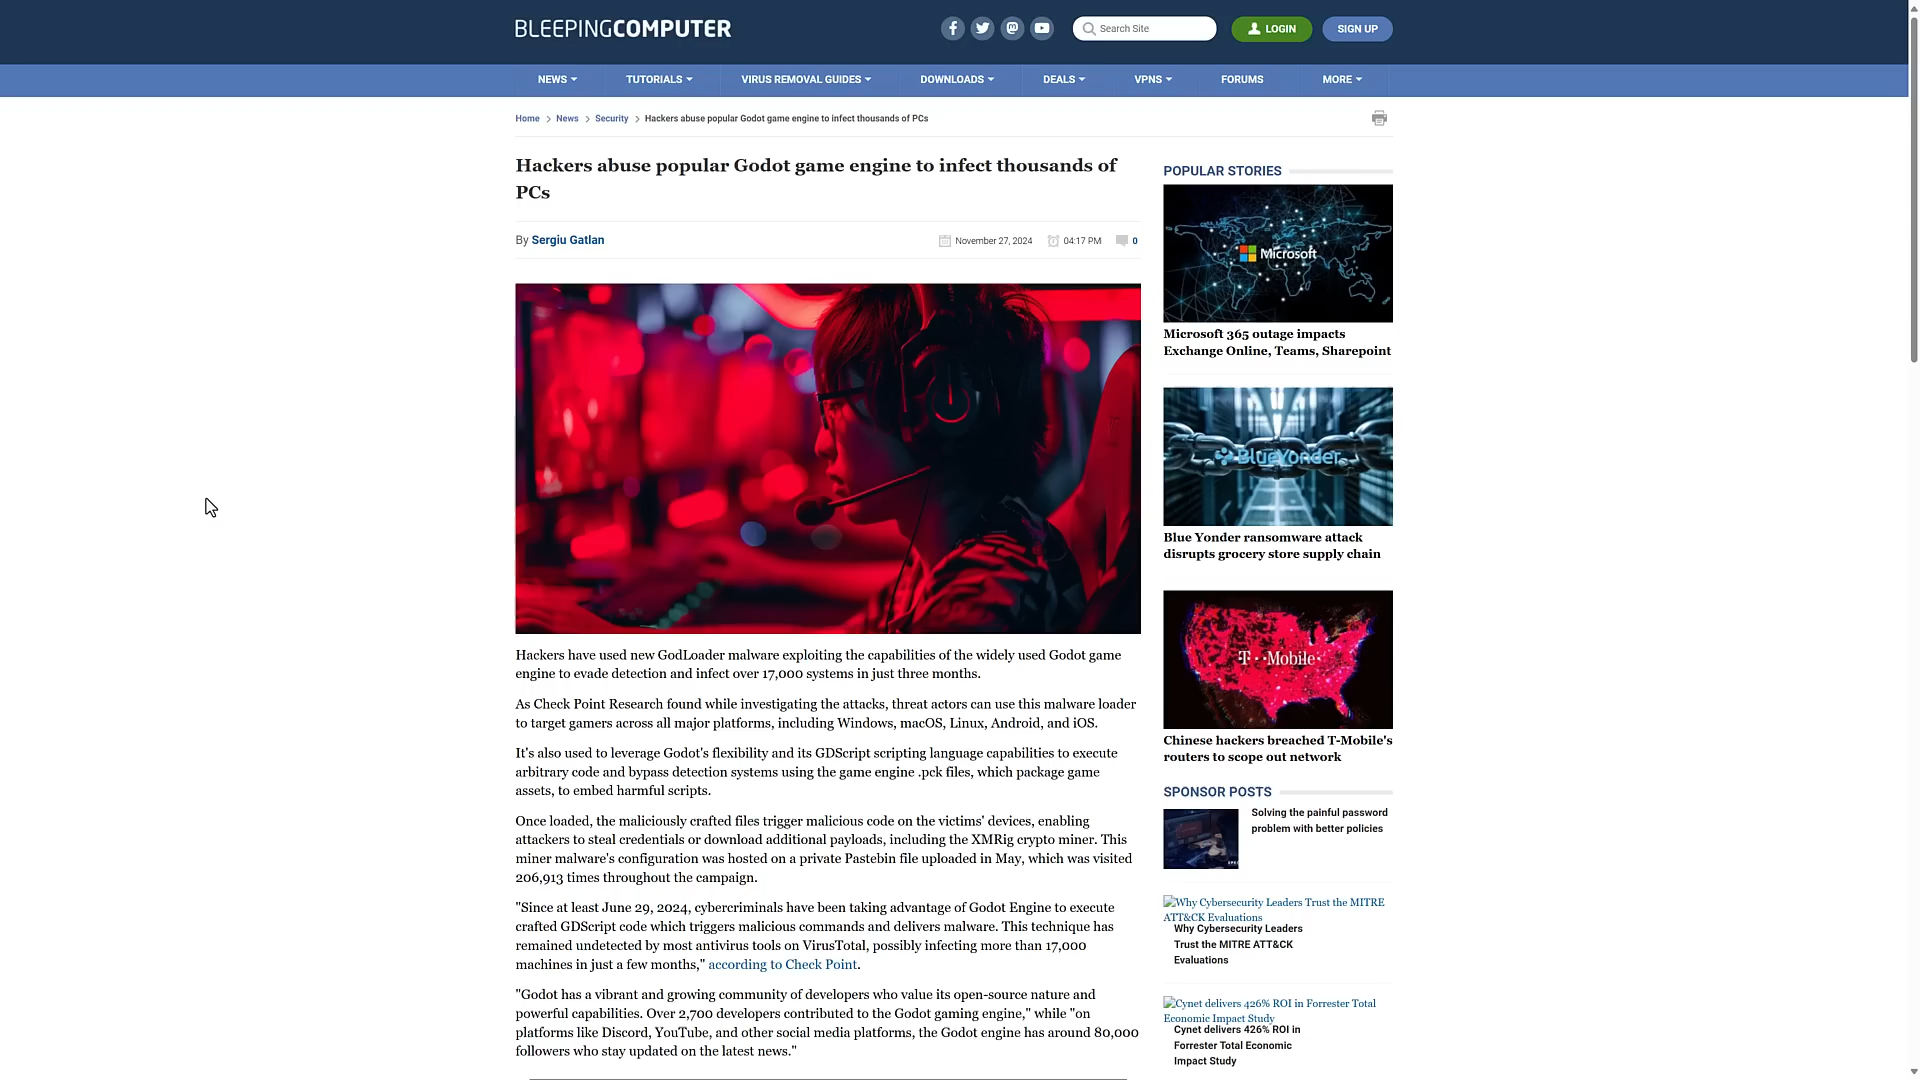 BLEEPINGCOMPUTER
Search Site
LOGIN
SIGN UP
NEWS
TUTORIALS
VIRUS REMOVAL GUIDES
DOWNLOADS
DEALS
VPNS
FORUMS
MORE
Home > News > Security > Hackers abuse popular Godot game engine to infect thousands of PCs
Hackers abuse popular Godot game engine to infect thousands of
PCs
By Sergiu Gatlan
November 27, 2024
04:17 PM
0
Hackers have used new GodLoader malware exploiting the capabilities of the widely used Godot game
engine to evade detection and infect over 17,000 systems in just three months.
As Check Point Research found while investigating the attacks, threat actors can use this malware loader
to target gamers across all major platforms, including Windows, macOS, Linux, Android, and iOS.
It's also used to leverage Godot's flexibility and its GDScript scripting language capabilities to execute
arbitrary code and bypass detection systems using the game engine .pck files, which package game
assets, to embed harmful scripts.
Once loaded, the maliciously crafted files trigger malicious code on the victims' devices, enabling
attackers to steal credentials or download additional payloads, including the XMRig crypto miner. This
miner malware's configuration was hosted on a private Pastebin file uploaded in May, which was visited
206,913 times throughout the campaign.
"Since at least June 29, 2024, cybercriminals have been taking advantage of Godot Engine to execute
crafted GDScript code which triggers malicious commands and delivers malware. This technique has
remained undetected by most antivirus tools on VirusTotal, possibly infecting more than 17,000
machines in just a few months," according to Check Point.
"Godot has a vibrant and growing community of developers who value its open-source nature and
powerful capabilities. Over 2,700 developers contributed to the Godot gaming engine," while "on
platforms like Discord, YouTube, and other social media platforms, the Godot engine has around 80,000
followers who stay updated on the latest news."
POPULAR STORIES
Microsoft
Microsoft 365 outage impacts
Exchange Online, Teams, Sharepoint
BlueYonder
Blue Yonder ransomware attack
disrupts grocery store supply chain
T Mobile
Chinese hackers breached T-Mobile's
routers to scope out network
SPONSOR POSTS
Solving the painful password
problem with better policies
Why Cybersecurity Leaders Trust the MITRE
ATT&CK Evaluations
Why Cybersecurity Leaders
Trust the MITRE ATT&CK
Evaluations
Cynet delivers 426% ROI in Forrester Total
Economic Impact Study
Cynet delivers 426% ROI in
Forrester Total Economic
Impact Study